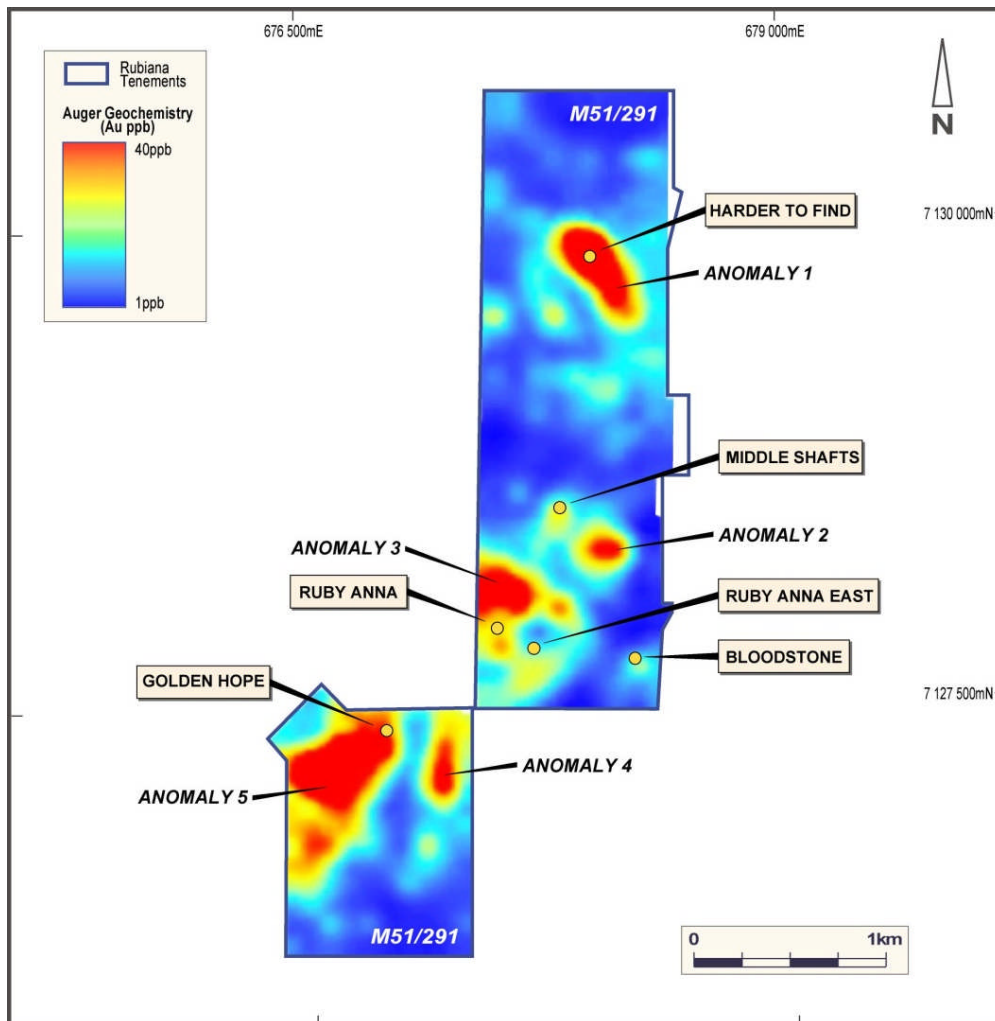 676 500mE
679 000mE
Rubiana
Tenements
Auger Geochemistry
(Au ppb)
40ppb
1ppb
M51/291
N
HARDER TO FIND
7 130 000mN
ANOMALY 1
MIDDLE SHAFTS
ANOMALY 2
ANOMALY 3
RUBY ANNA
RUBY ANNA EAST
BLOODSTONE
GOLDEN HOPE
7 127 500mN
ANOMALY 4
ANOMALY 5
M51/291
0
1km